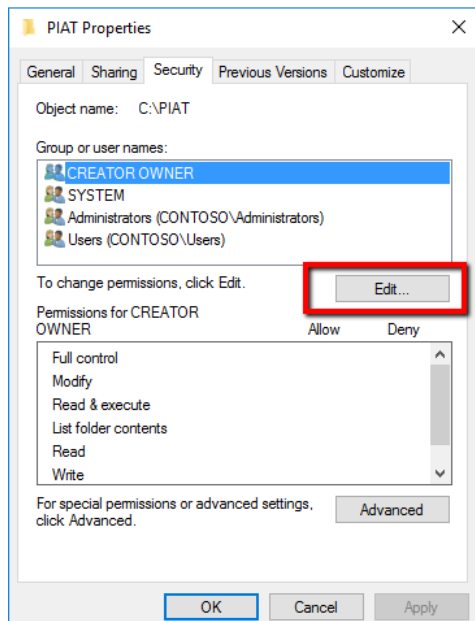 PIAT Properties
General Sharing Security Previous Versions Customize
Object name: C:\PIAT
Group or user names:
CREATOR OWNER
SYSTEM
Administrators (CONTOSO\Administrators)
Users (CONTOSO\Users)
To change permissions, click Edit.
Edit...
Permissions for CREATOR
OWNER Allow Deny
Full control
Modify
Read & execute
List folder contents
Read
Write
For special permissions or advanced settings,
click Advanced.
Advanced
OK Cancel Apply